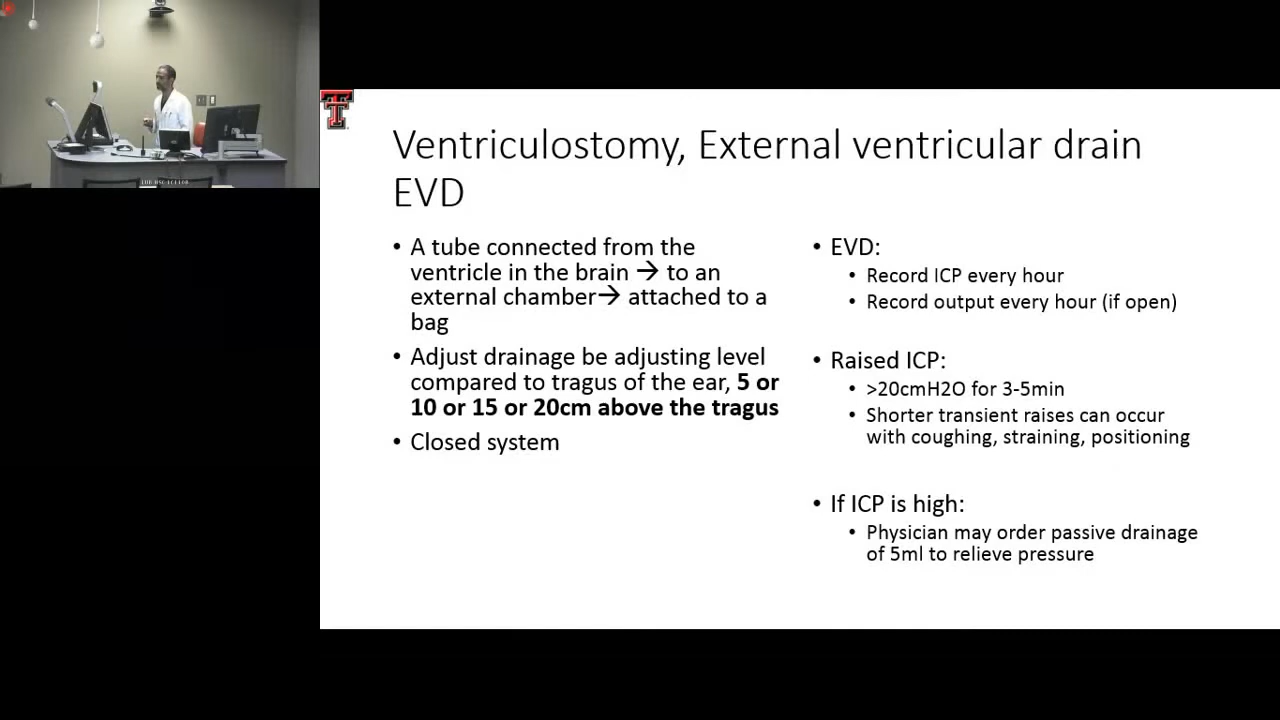 Ventriculostomy, External ventricular drain
EVD
• A tube connected from the
ventricle in the brain → to an
external chamber→ attached to a
bag
• Adjust drainage be adjusting level
compared to tragus of the ear, 5 or
10 or 15 or 20cm above the tragus
• Closed system
• EVD:
• Record ICP every hour
• Record output every hour (if open)
• Raised ICP:
• >20cmH2O for 3-5min
• Shorter transient raises can occur
with coughing, straining, positioning
• If ICP is high:
• Physician may order passive drainage
of 5ml to relieve pressure